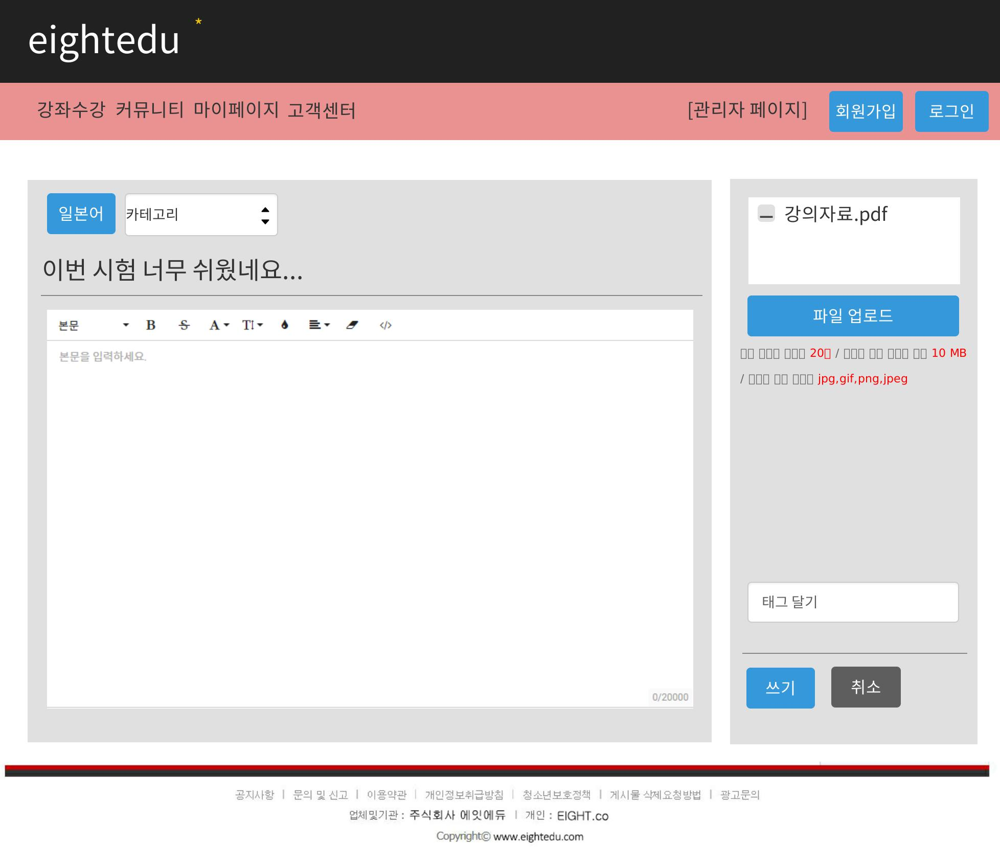 eightedu *
강좌수강 커뮤니티 마이페이지 고객센터 [관리자 페이지] 회원가입 로그인
일본어 카테고리
이번 시험 너무 쉬웠네요...
본문 B S A T </>
본문을 입력하세요.
0/20000
강의자료.pdf
파일 업로드
20 / 10 MB
/ jpg,gif,png,jpeg
태그 달기
쓰기 취소
공지사항 | 문의 및 신고 | 이용약관 | 개인정보취급방침 | 청소년보호정책 | 게시물 삭제요청방법 | 광고문의
업체및기관 : 주식회사 에잇에듀 | 개인 : EIGHT.co
Copyright© www.eightedu.com